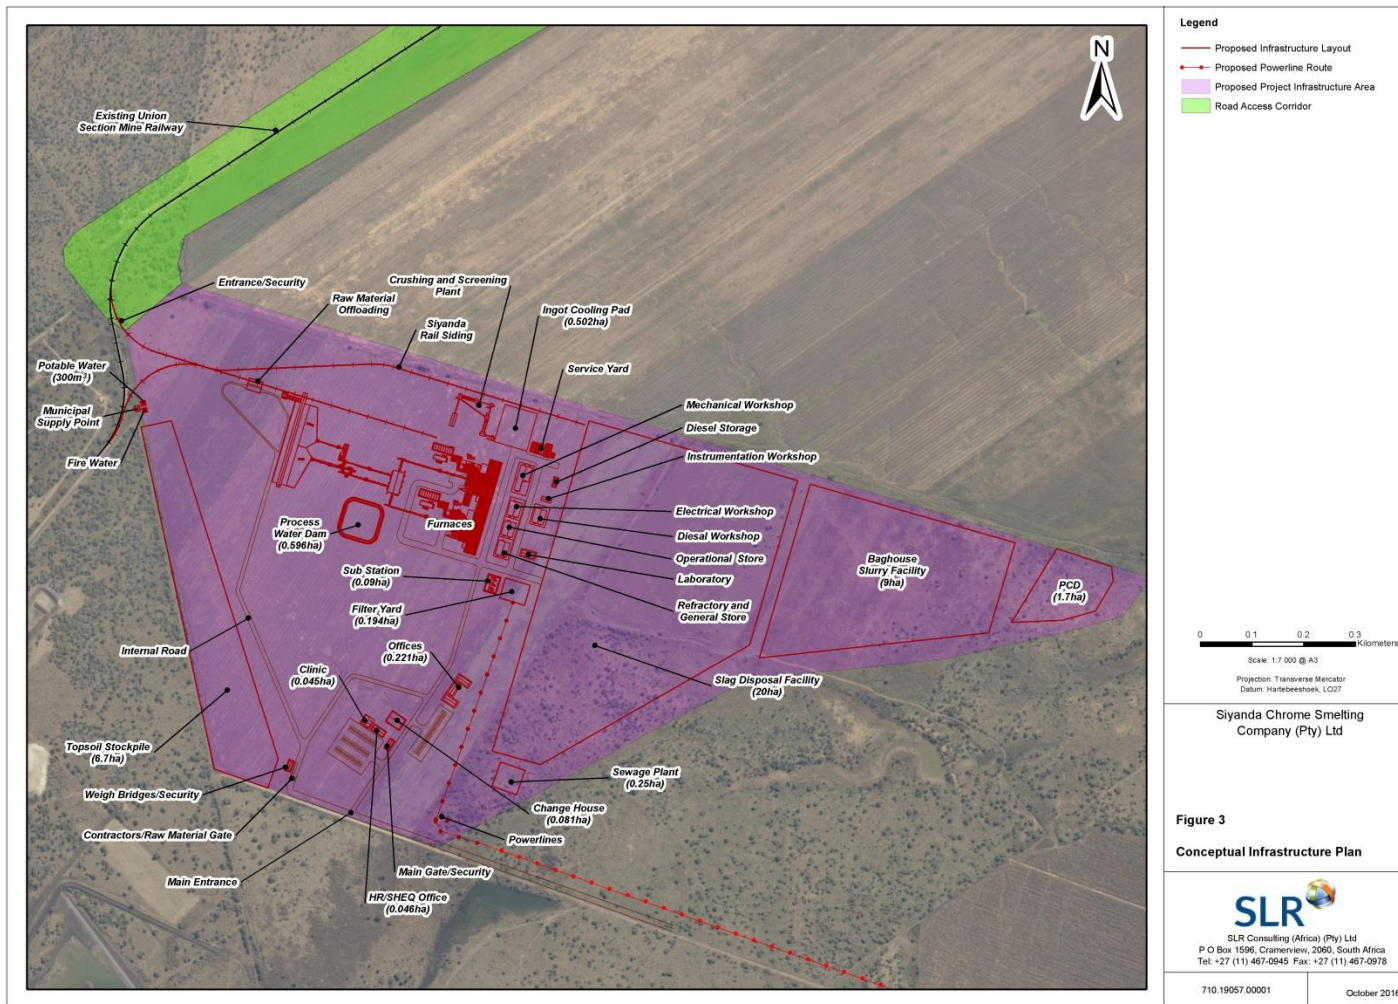 Existing Union
Section Mine Railway
N
Entrance/Security
Raw Material
Offloading
Crushing and Screening
Plant
Siyanda
Rail Siding
Ingot Cooling Pad
(0.502ha)
Service Yard
Potable Water
(300m³)
Municipal
Supply Point
Fire Water
Mechanical Workshop
Diesel Storage
Instrumentation Workshop
Electrical Workshop
Diesal Workshop
Operational Store
Laboratory
Refractory and
General Store
Process
Water Dam
(0.596ha)
Furnaces
Sub Station
(0.09ha)
Filter Yard
(0.194ha)
Baghouse
Slurry Facility
(9ha)
PCD
(1.7ha)
Internal Road
Offices
(0.221ha)
Clinic
(0.045ha)
Slag Disposal Facility
(20ha)
Topsoil Stockpile
(6.7ha)
Weigh Bridges/Security
Contractors/Raw Material Gate
Main Entrance
Sewage Plant
(0.25ha)
Change House
(0.081ha)
Powerlines
Main Gate/Security
HR/SHEQ Office
(0.046ha)
Legend
Proposed Infrastructure Layout
Proposed Powerline Route
Proposed Project Infrastructure Area
Road Access Corridor
0 0.1 0.2 0.3
Kilometers
Scale: 1:7 000 @ A3
Projection: Transverse Mercator
Datum: Hartebeeshoek, LO27
Siyanda Chrome Smelting
Company (Pty) Ltd
Figure 3
Conceptual Infrastructure Plan
SLR
SLR Consulting (Africa) (Pty) Ltd
P O Box 1596, Cramerview, 2060, South Africa
Tel: +27 (11) 467-0945 Fax: +27 (11) 467-0978
710.19057.00001
October 2016